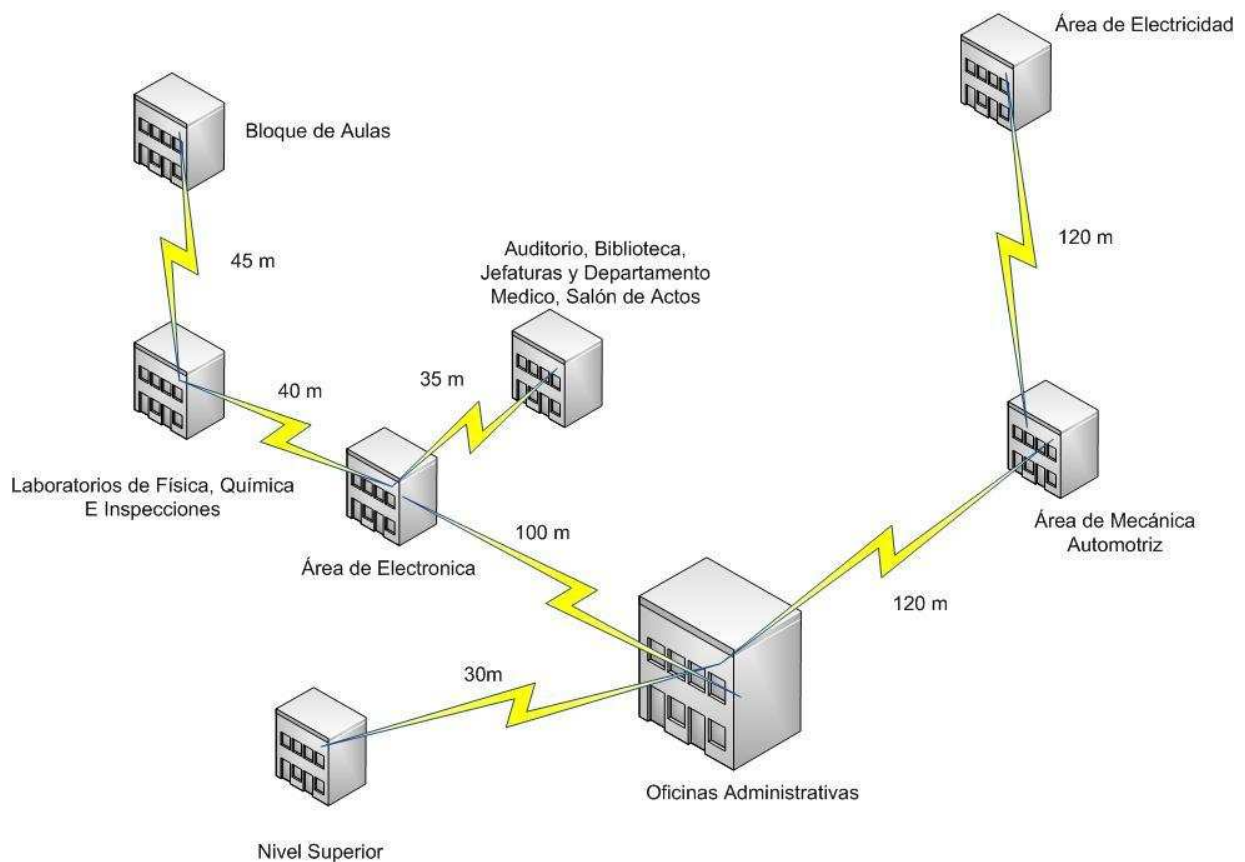 Área de Electricidad
Bloque de Aulas
120 m
45 m
Auditorio, Biblioteca,
Jefaturas y Departamento
Medico, Salón de Actos
40 m
35 m
Laboratorios de Física, Química
E Inspecciones
Área de Electronica
100 m
Área de Mecánica
Automotriz
120 m
30m
Oficinas Administrativas
Nivel Superior